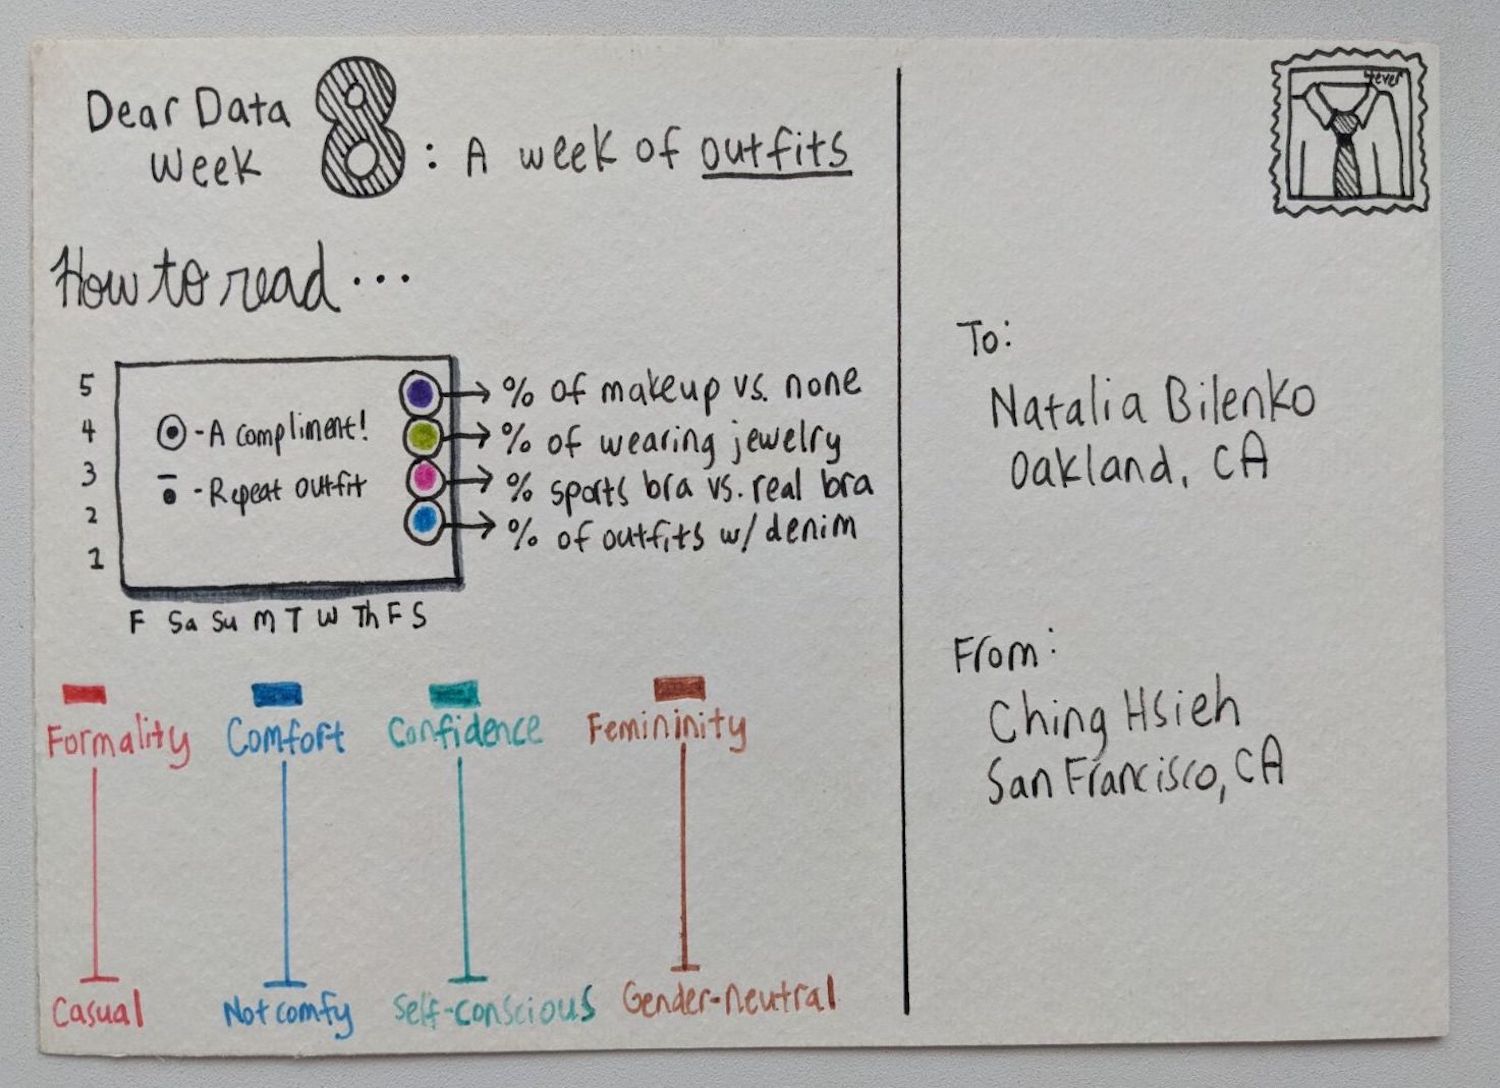 Dear Data
Week 8: A week of outfits
4ever
How to read...
5
4
3
2
1
- A compliment!
- Repeat outfit
% of makeup vs. none
% of wearing jewelry
% sports bra vs. real bra
% of outfits w/ denim
F Sa Su M T W Th F S
Formality
Comfort
Confidence
Femininity
Casual
Not comfy
Self-conscious
Gender-neutral
To:
Natalia Bilenko
Oakland, CA
From:
Ching Hsieh
San Francisco, CA